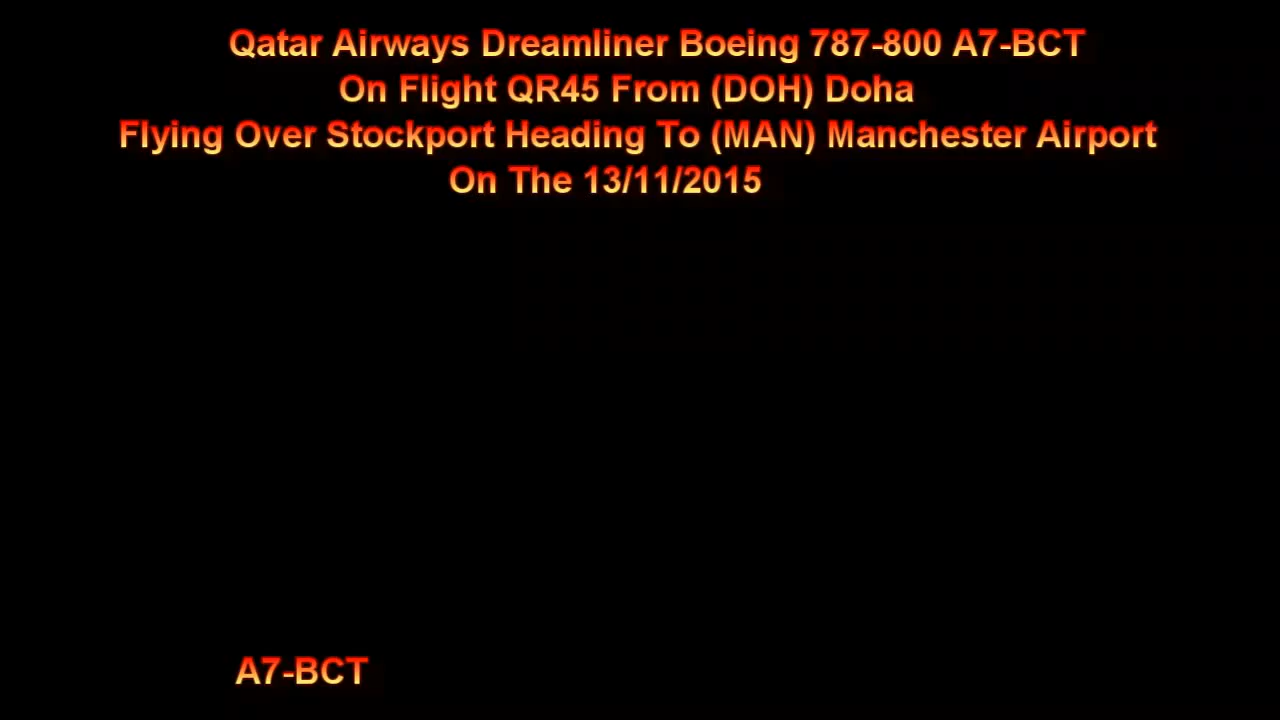 Qatar Airways Dreamliner Boeing 787-800 A7-BCT
On Flight QR45 From (DOH) Doha
Flying Over Stockport Heading To (MAN) Manchester Airport
On The 13/11/2015
A7-BCT